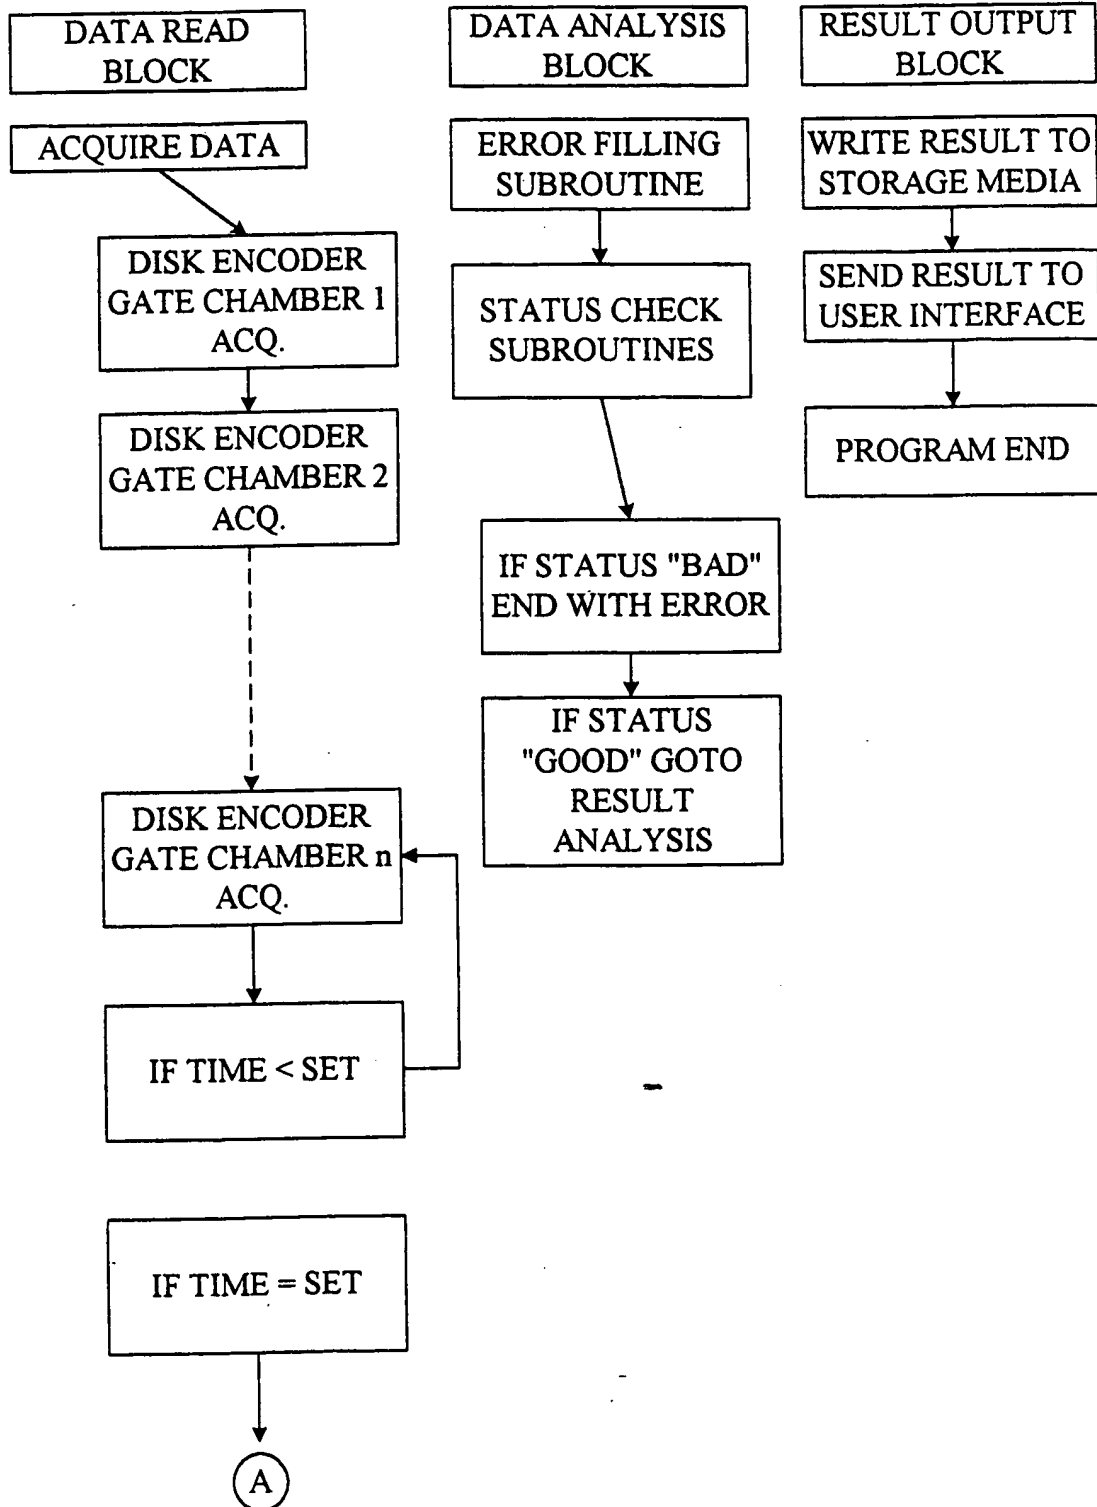 DATA READ
BLOCK
ACQUIRE DATA
DISK ENCODER
GATE CHAMBER 1
ACQ.
DISK ENCODER
GATE CHAMBER 2
ACQ.
DISK ENCODER
GATE CHAMBER n
ACQ.
IF TIME < SET
IF TIME = SET
A
DATA ANALYSIS
BLOCK
ERROR FILLING
SUBROUTINE
STATUS CHECK
SUBROUTINES
IF STATUS "BAD"
END WITH ERROR
IF STATUS
"GOOD" GOTO
RESULT
ANALYSIS
RESULT OUTPUT
BLOCK
WRITE RESULT TO
STORAGE MEDIA
SEND RESULT TO
USER INTERFACE
PROGRAM END